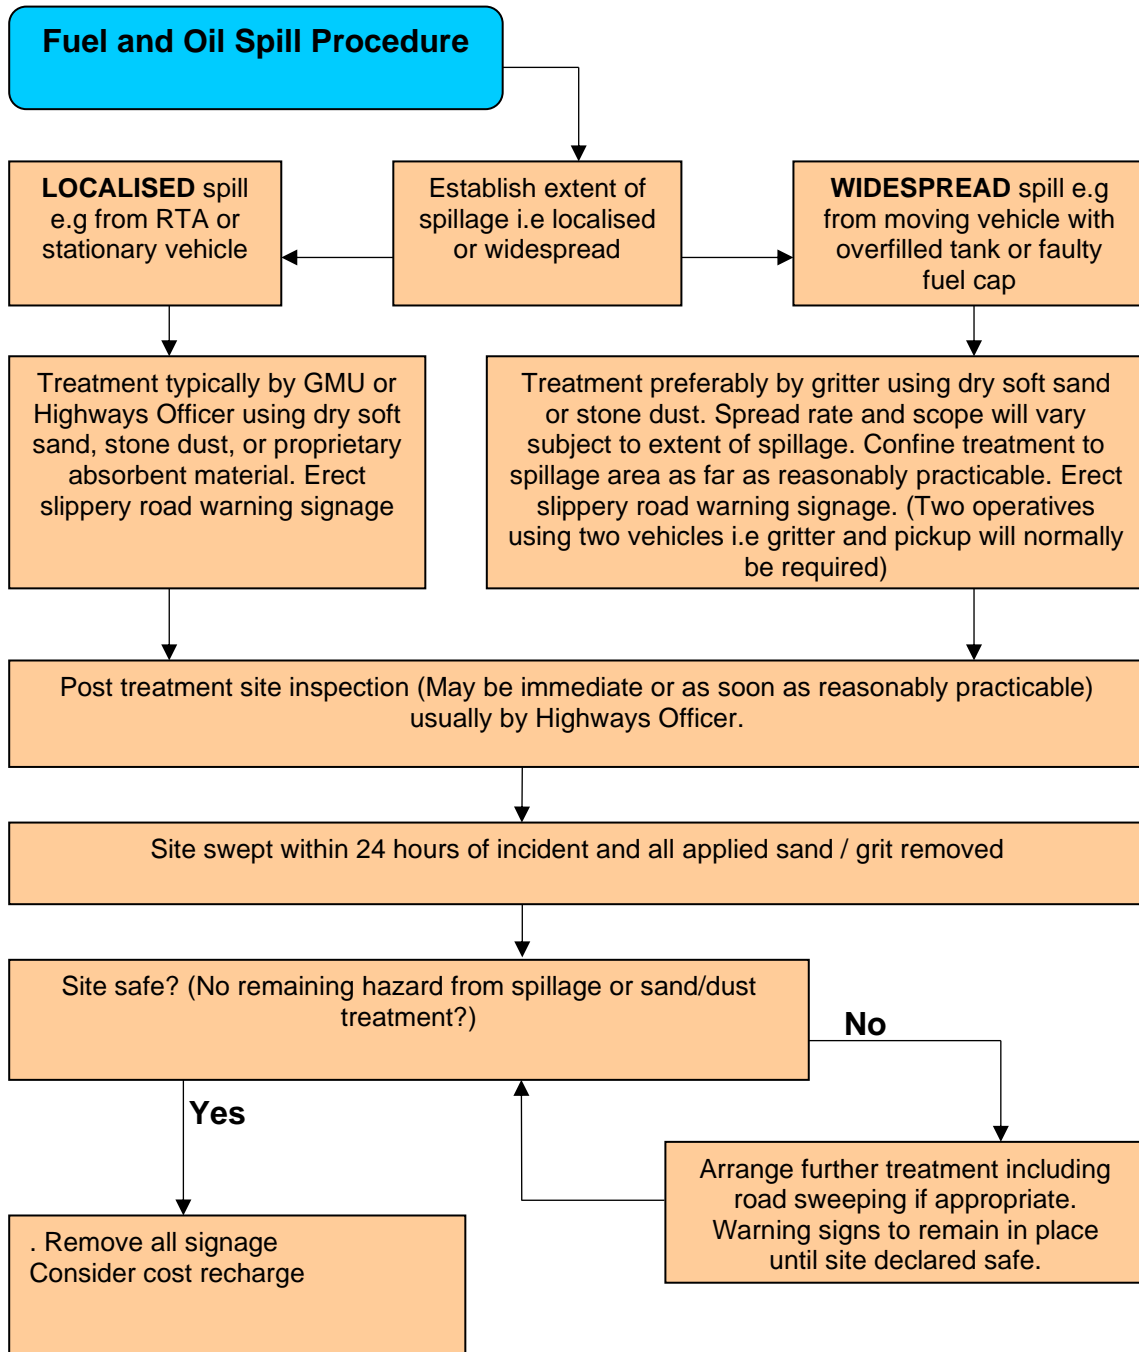 Fuel and Oil Spill Procedure
LOCALISED spill
e.g from RTA or
stationary vehicle
Establish extent of
spillage i.e localised
or widespread
WIDESPREAD spill e.g
from moving vehicle with
overfilled tank or faulty
fuel cap
Treatment typically by GMU or
Highways Officer using dry soft
sand, stone dust, or proprietary
absorbent material. Erect
slippery road warning signage
Treatment preferably by gritter using dry soft sand
or stone dust. Spread rate and scope will vary
subject to extent of spillage. Confine treatment to
spillage area as far as reasonably practicable. Erect
slippery road warning signage. (Two operatives
using two vehicles i.e gritter and pickup will normally
be required)
Post treatment site inspection (May be immediate or as soon as reasonably practicable)
usually by Highways Officer.
Site swept within 24 hours of incident and all applied sand / grit removed
Site safe? (No remaining hazard from spillage or sand/dust
treatment?)
No
Yes
Arrange further treatment including
road sweeping if appropriate.
Warning signs to remain in place
until site declared safe.
. Remove all signage
Consider cost recharge